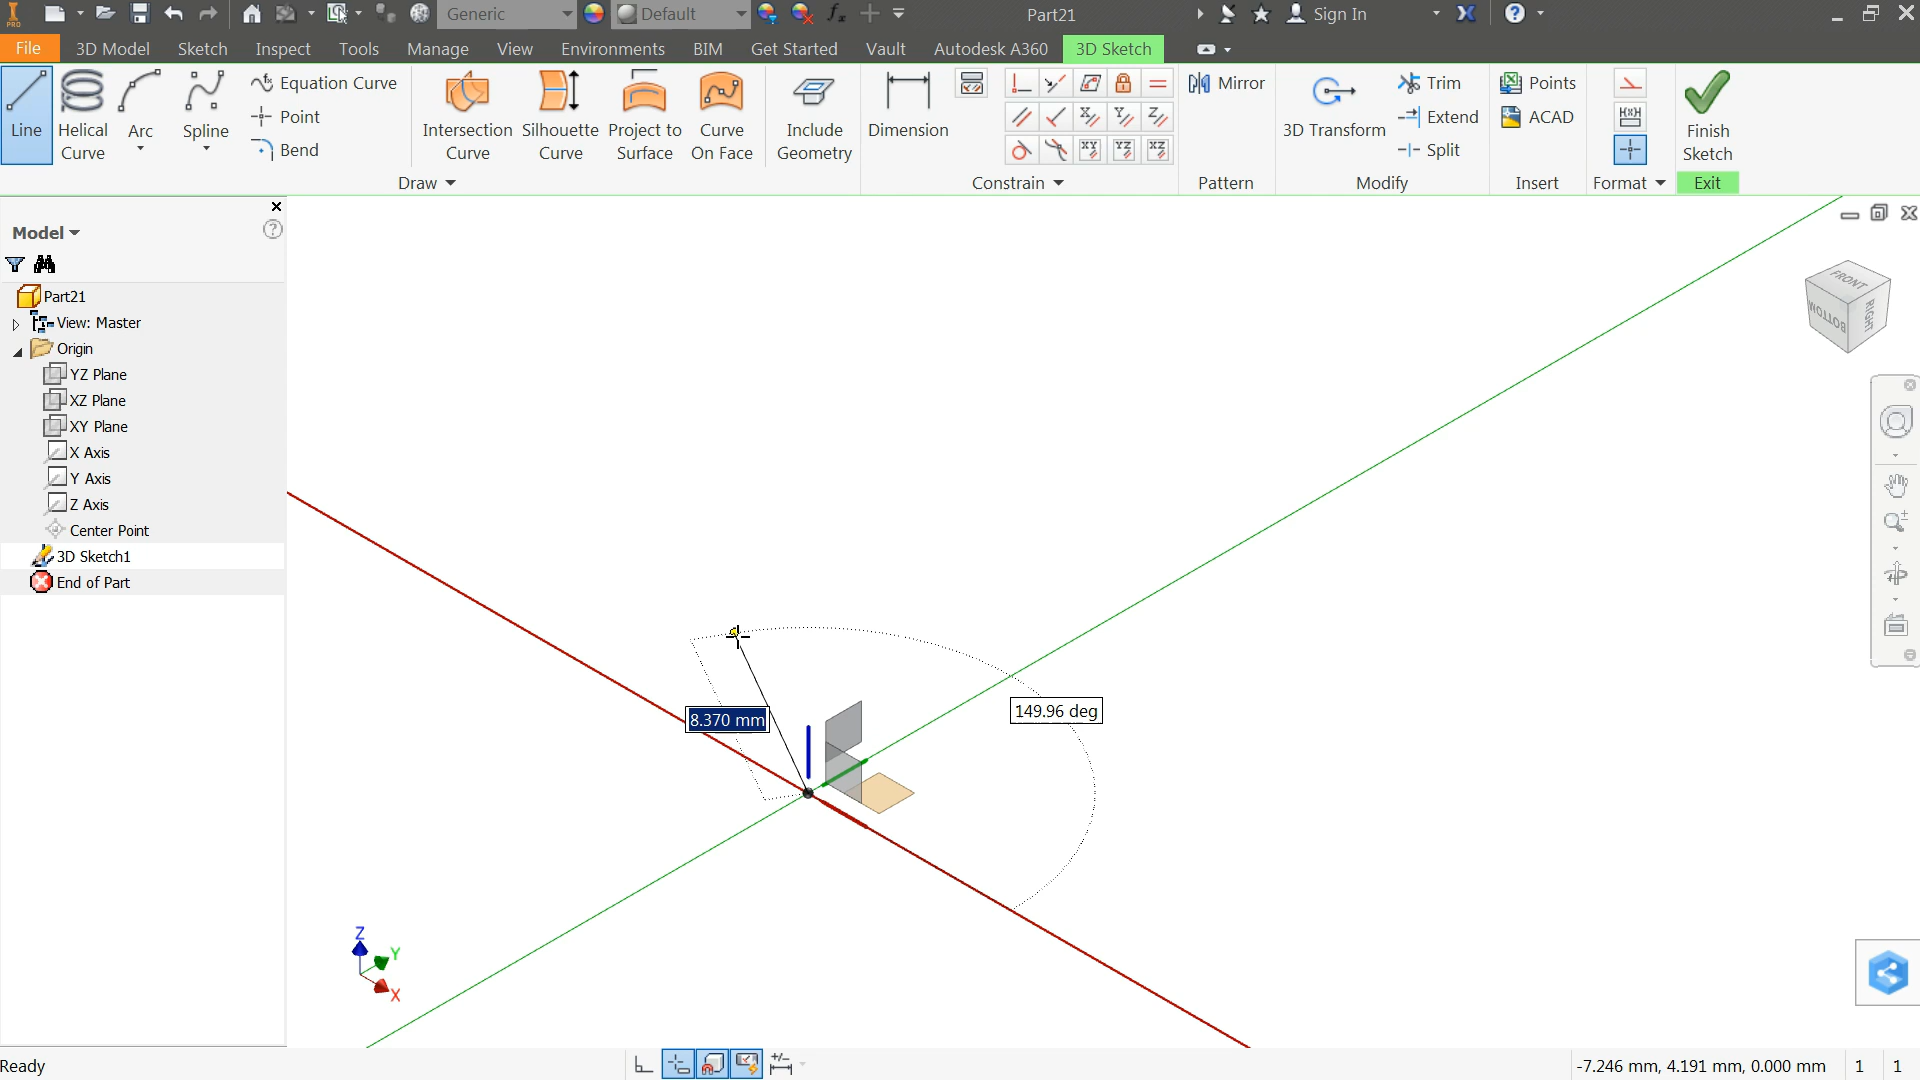 PRO
Generic
Default
Part21
Sign In
File
3D Model
Sketch
Inspect
Tools
Manage
View
Environments
BIM
Get Started
Vault
Autodesk A360
3D Sketch
Line
Helical
Curve
Arc
Spline
Equation Curve
Point
Bend
Draw
Intersection
Curve
Silhouette
Curve
Project to
Surface
Curve
On Face
Include
Geometry
Dimension
Constrain
Mirror
Pattern
3D Transform
Trim
Extend
Split
Modify
Points
ACAD
Insert
Format
Finish
Sketch
Exit
Model
Part21
View: Master
Origin
YZ Plane
XZ Plane
XY Plane
X Axis
Y Axis
Z Axis
Center Point
3D Sketch1
End of Part
FRONT
BOTTOM
RIGHT
8.370 mm
149.96 deg
Z
Y
X
Ready
-7.246 mm, 4.191 mm, 0.000 mm
1
1